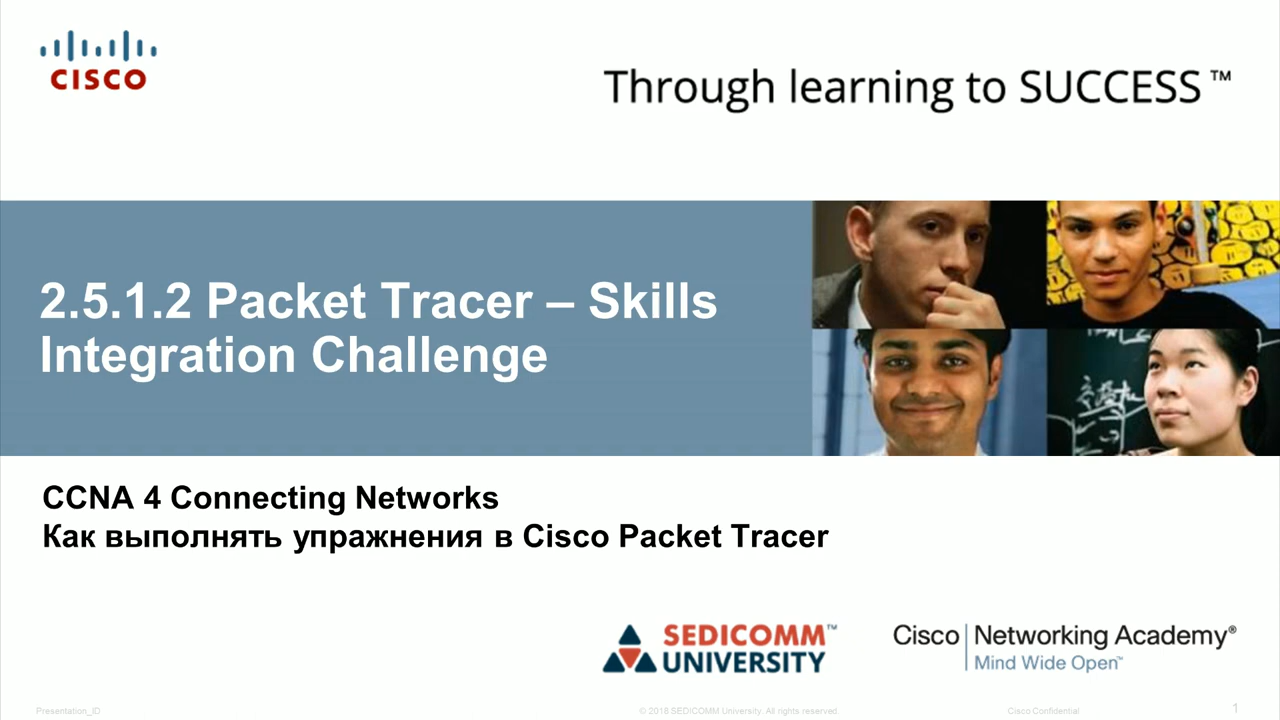 CISCO
Through learning to SUCCESS™
2.5.1.2 Packet Tracer – Skills
Integration Challenge
CCNA 4 Connecting Networks
Как выполнять упражнения в Cisco Packet Tracer
SEDICOMM™
UNIVERSITY
Cisco Networking Academy®
Mind Wide Open™
Presentation_ID
© 2018 SEDICOMM University. All rights reserved.
Cisco Confidential
1